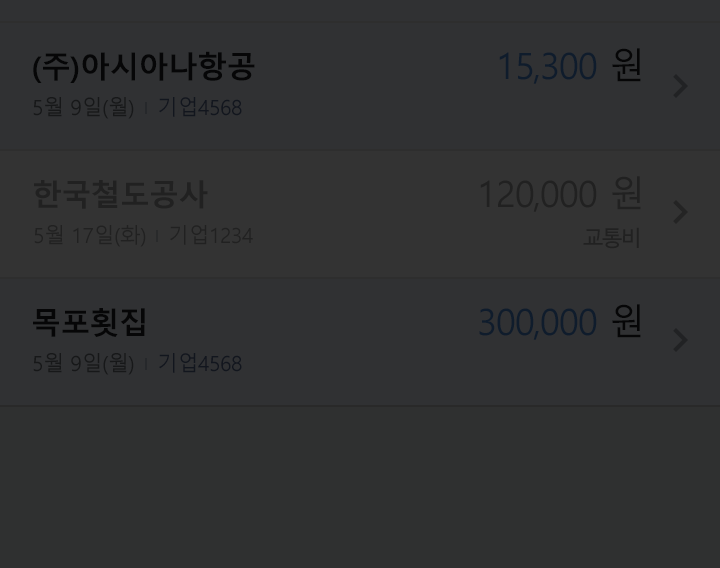 (주)아시아나항공 15,300 원
5월 9일(월) | 기업4568
한국철도공사 120,000 원
5월 17일(화) | 기업1234 교통비
목포횟집 300,000 원
5월 9일(월) | 기업4568